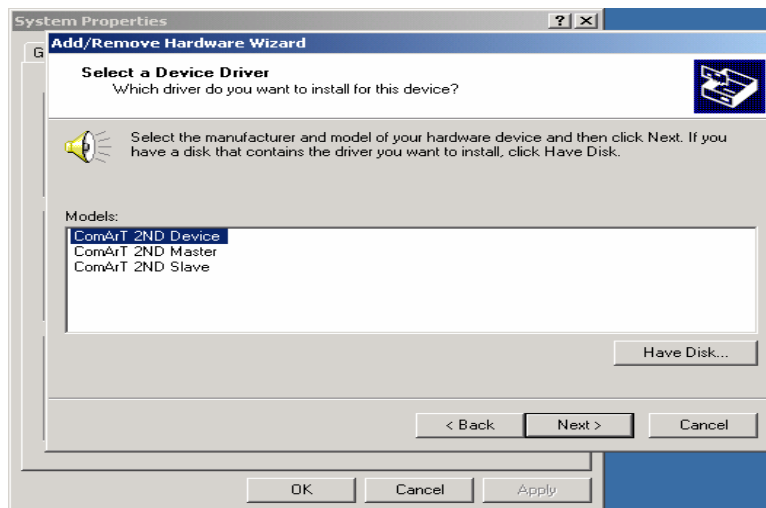 System Properties
G
Add/Remove Hardware Wizard
Select a Device Driver
Which driver do you want to install for this device?
Select the manufacturer and model of your hardware device and then click Next. If you
have a disk that contains the driver you want to install, click Have Disk.
Models:
ComArT 2ND Device
ComArT 2ND Master
ComArT 2ND Slave
Have Disk...
< Back
Next >
Cancel
OK
Cancel
Apply